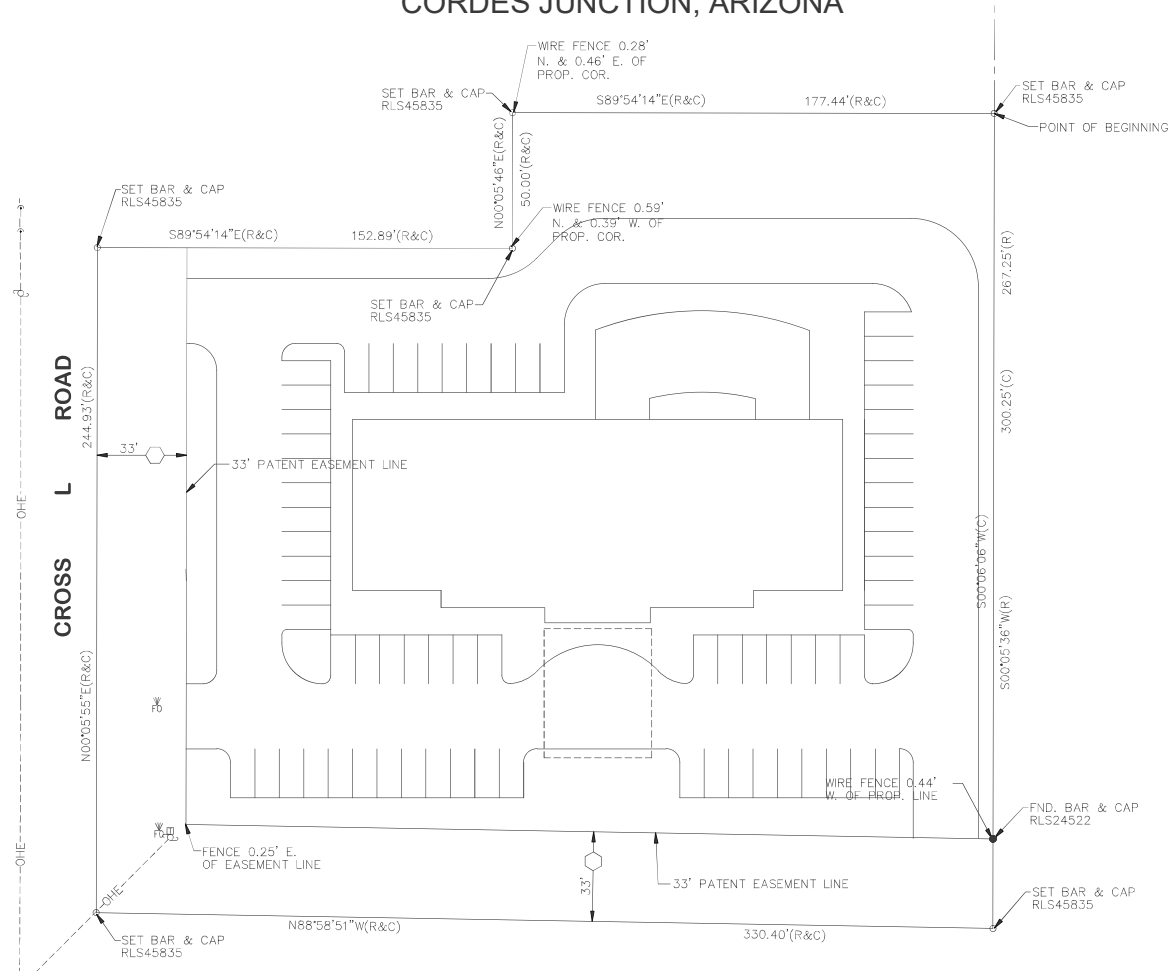 CORDES JUNCTION, ARIZONA
WIRE FENCE 0.28'
N. & 0.46' E. OF
PROP. COR.
SET BAR & CAP
RLS45835
S89°54'14"E(R&C)
177.44'(R&C)
SET BAR & CAP
RLS45835
POINT OF BEGINNING
N00°05'46"E(R&C)
50.00'(R&C)
SET BAR & CAP
RLS45835
WIRE FENCE 0.59'
N. & 0.39' W. OF
PROP. COR.
S89°54'14"E(R&C)
152.89'(R&C)
SET BAR & CAP
RLS45835
267.25'(R)
300.25'(C)
CROSS L ROAD
244.93'(R&C)
33'
33' PATENT EASEMENT LINE
OHE
S00°06'06"W(C)
S00°05'36"W(R)
N00°05'55"E(R&C)
FO
WIRE FENCE 0.44'
W. OF PROP. LINE
FND. BAR & CAP
RLS24522
FO
FENCE 0.25' E.
OF EASEMENT LINE
OHE
33'
33' PATENT EASEMENT LINE
OHE
SET BAR & CAP
RLS45835
N88°58'51"W(R&C)
330.40'(R&C)
SET BAR & CAP
RLS45835